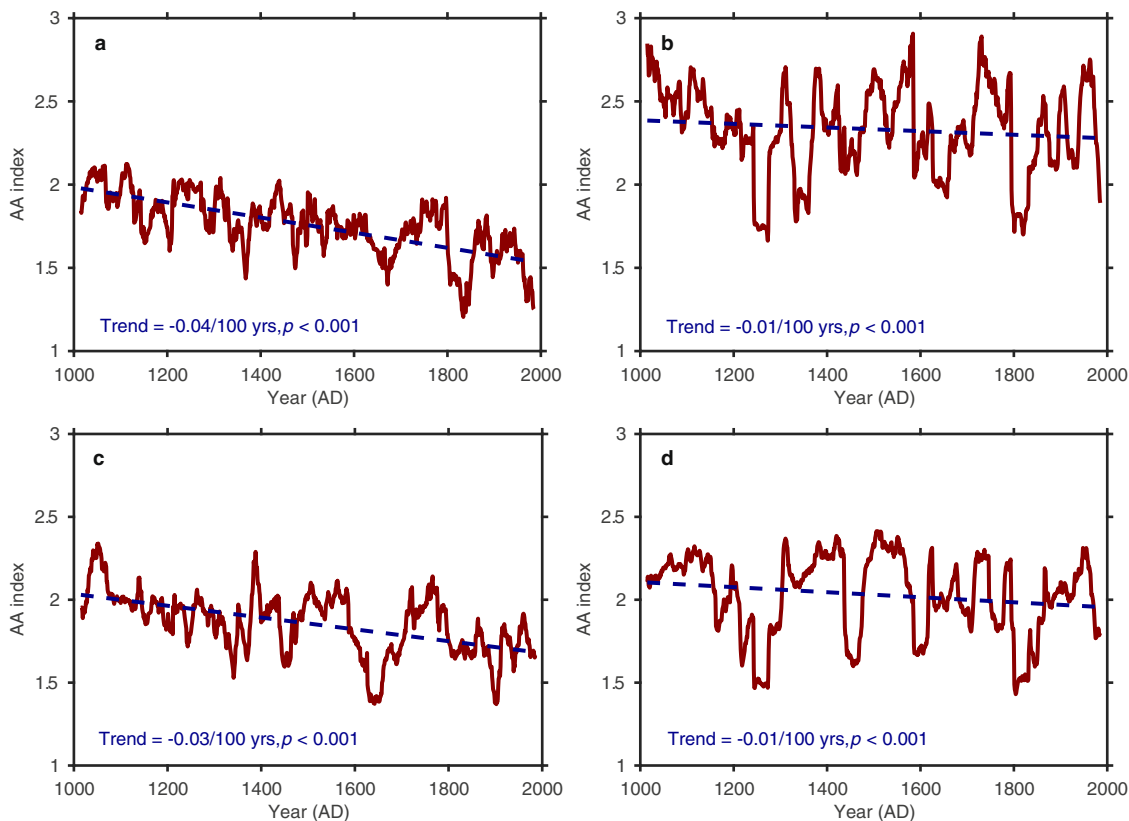 3
2.5
2
1.5
1
AA index
a
Trend = -0.04/100 yrs,p < 0.001
1000 1200 1400 1600 1800 2000
Year (AD)
3
2.5
2
1.5
1
AA index
b
Trend = -0.01/100 yrs,p < 0.001
1000 1200 1400 1600 1800 2000
Year (AD)
3
2.5
2
1.5
1
AA index
c
Trend = -0.03/100 yrs,p < 0.001
1000 1200 1400 1600 1800 2000
Year (AD)
3
2.5
2
1.5
1
AA index
d
Trend = -0.01/100 yrs,p < 0.001
1000 1200 1400 1600 1800 2000
Year (AD)